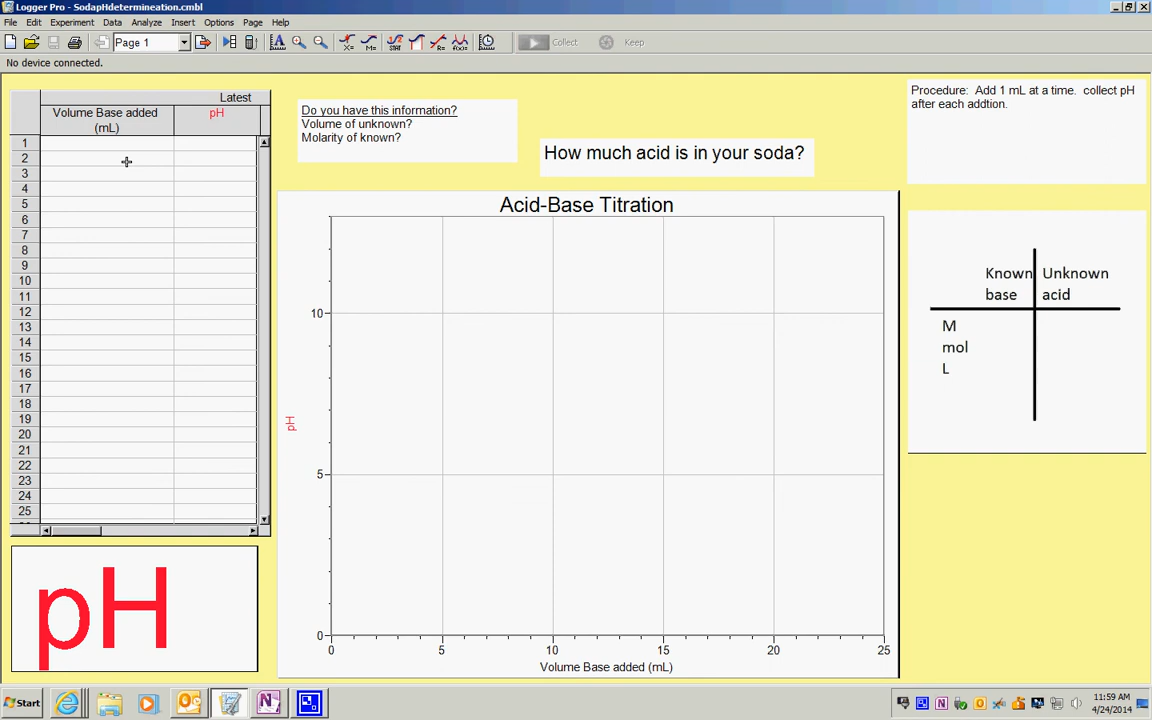 Logger Pro - SodapHdetermineation.cmbl
File Edit Experiment Data Analyze Insert Options Page Help
Page 1
Collect
Keep
No device connected.
Latest
Volume Base added
(mL)
pH
1
2
3
4
5
6
7
8
9
10
11
12
13
14
15
16
17
18
19
20
21
22
23
24
25
pH
Do you have this information?
Volume of unknown?
Molarity of known?
How much acid is in your soda?
Procedure: Add 1 mL at a time. collect pH
after each addtion.
Acid-Base Titration
pH
10
5
0
0 5 10 15 20 25
Volume Base added (mL)
Known Unknown
base acid
M
mol
L
Start
11:59 AM
4/24/2014